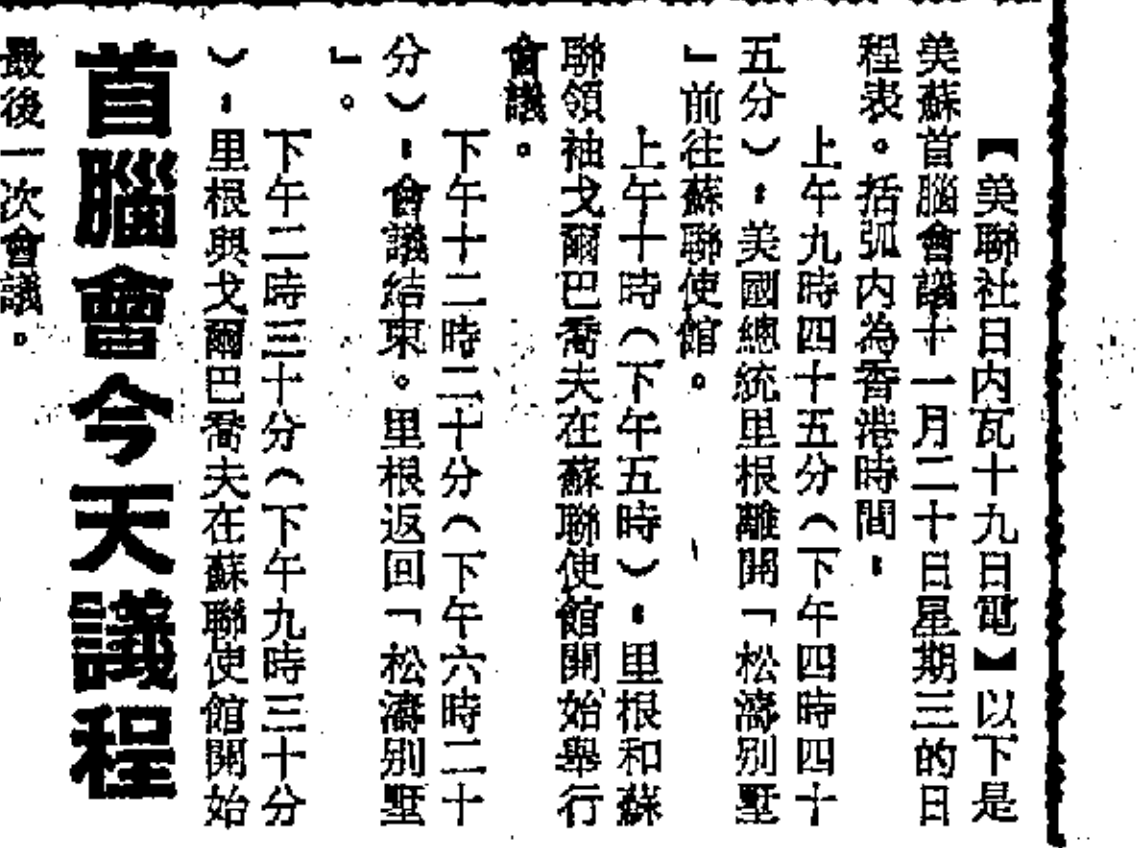 首腦會今天議程
【美聯社日内瓦十九日電】以下是
美蘇首腦會議十一月二十日星期三的日
程表。括弧内為香港時間：
上午九時四十五分（下午四時四十
五分）：美國總統里根離開「松濤別墅
」前往蘇聯使館。
上午十時（下午五時）：里根和蘇
聯領袖戈爾巴喬夫在蘇聯使館開始舉行
會議。
下午十二時二十分（下午六時二十
分）：會議結束。里根返回「松濤別墅
」。
下午二時三十分（下午九時三十分
）：里根與戈爾巴喬夫在蘇聯使館開始
最後一次會議。